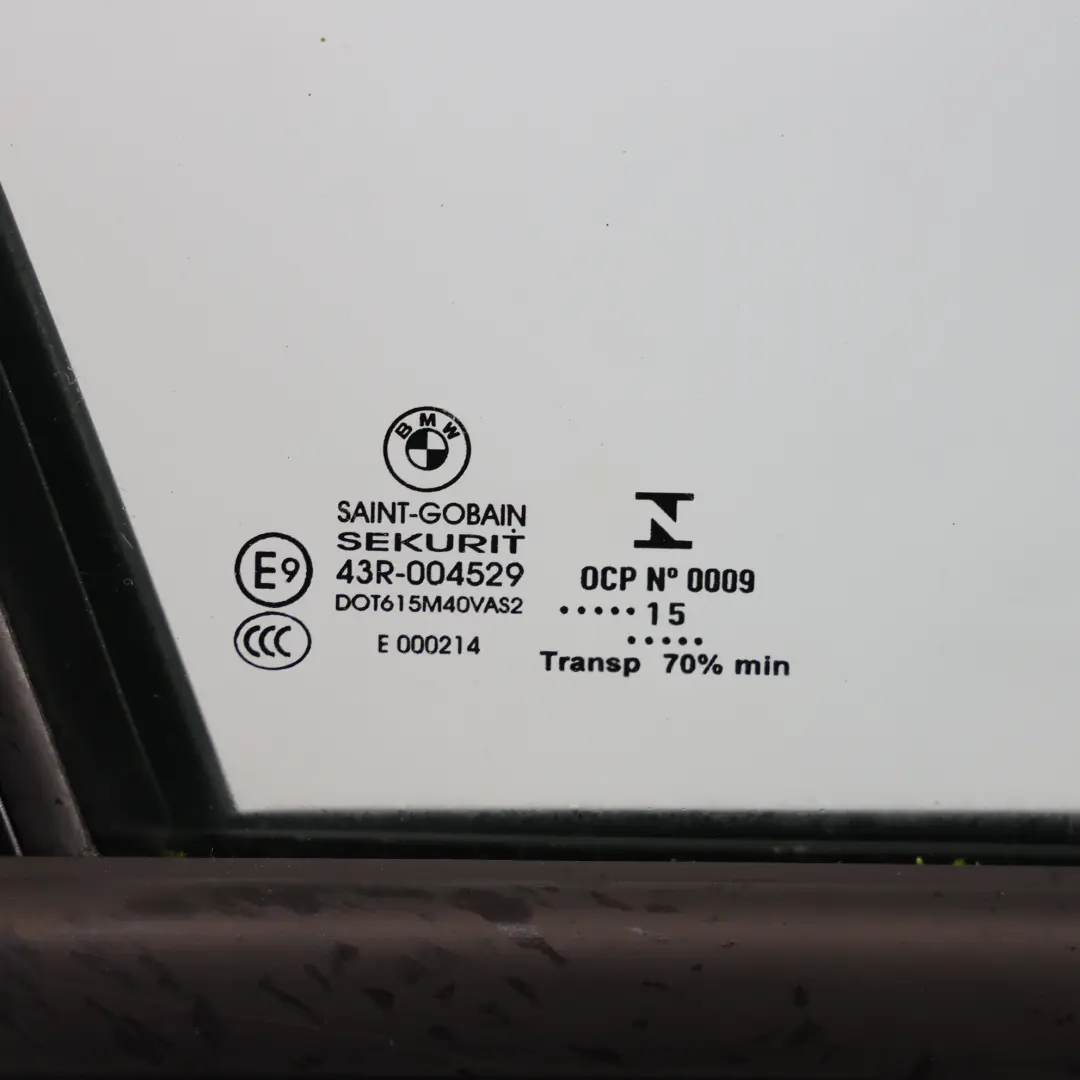 BMW
SAINT-GOBAIN
SEKURIT
43R-004529
DOT615M40VAS2
E 000214
E9
CCC
OCP Nº 0009
•••••15
•••••
Transp 70% min